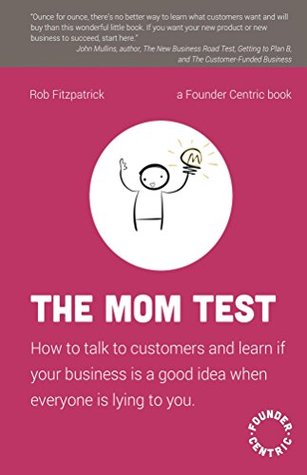 "Ounce for ounce, there's no better way to learn what customers want and will
buy than this wonderful little book. If you want your new product or new
business to succeed, start here."
John Mullins, author, The New Business Road Test, Getting to Plan B,
and The Customer-Funded Business
Rob Fitzpatrick
a Founder Centric book
M
THE MOM TEST
How to talk to customers and learn if
your business is a good idea when
everyone is lying to you.
FOUNDER
CENTRIC